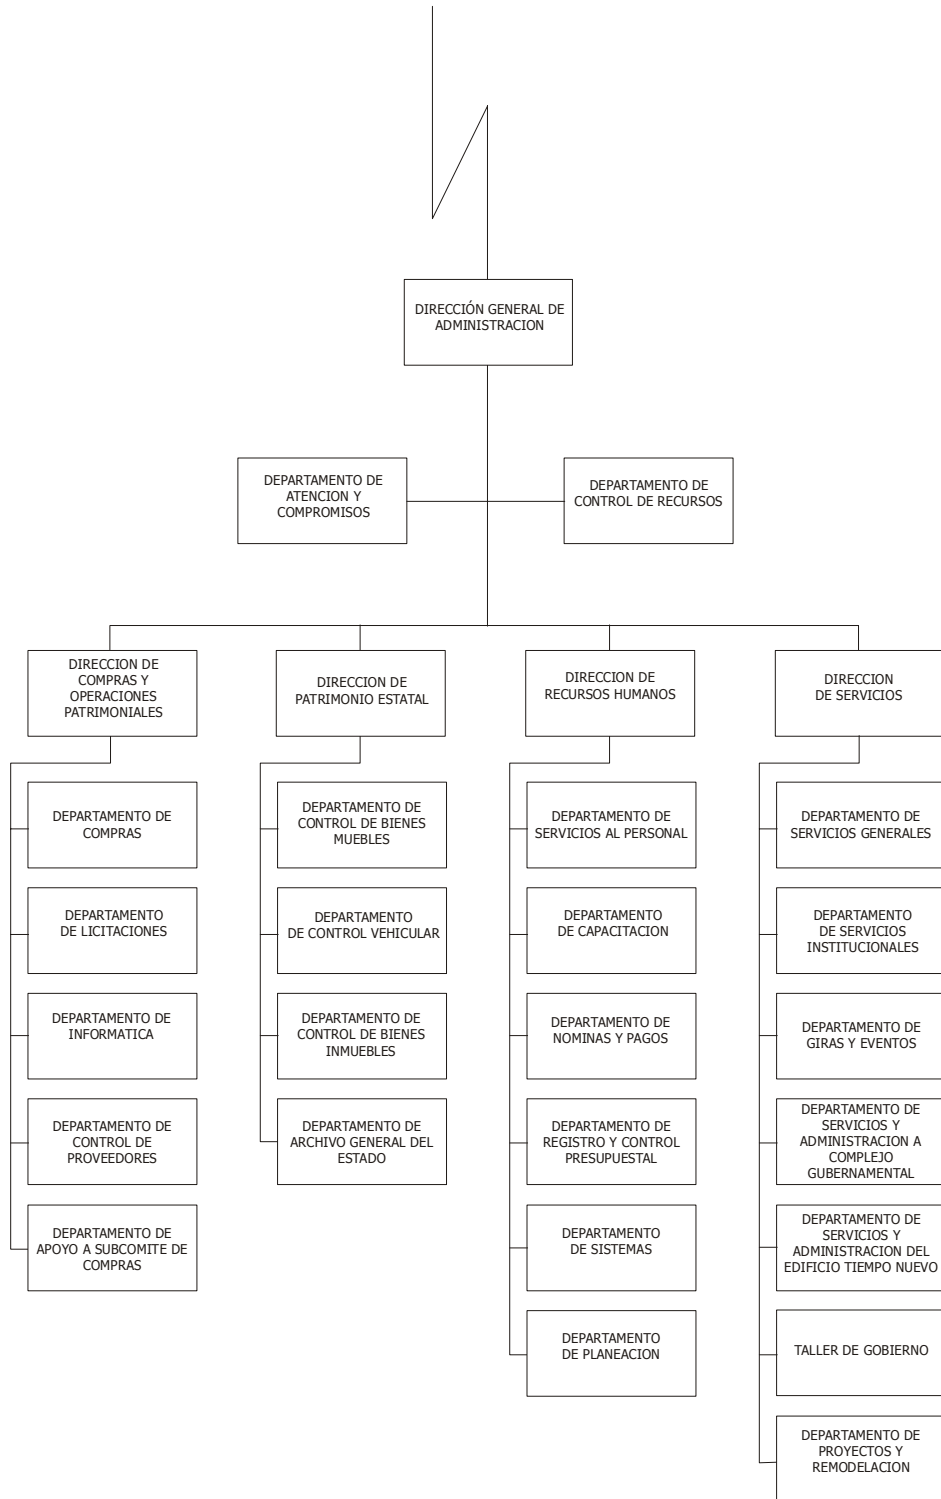 DIRECCIÓN GENERAL DE
ADMINISTRACION
DEPARTAMENTO DE
ATENCION Y
COMPROMISOS
DEPARTAMENTO DE
CONTROL DE RECURSOS
DIRECCION DE
COMPRAS Y
OPERACIONES
PATRIMONIALES
DEPARTAMENTO DE
COMPRAS
DEPARTAMENTO
DE LICITACIONES
DEPARTAMENTO DE
INFORMATICA
DEPARTAMENTO DE
CONTROL DE
PROVEEDORES
DEPARTAMENTO DE
APOYO A SUBCOMITE DE
COMPRAS
DIRECCION DE
PATRIMONIO ESTATAL
DEPARTAMENTO DE
CONTROL DE BIENES
MUEBLES
DEPARTAMENTO
DE CONTROL VEHICULAR
DEPARTAMENTO DE
CONTROL DE BIENES
INMUEBLES
DEPARTAMENTO DE
ARCHIVO GENERAL DEL
ESTADO
DIRECCION DE
RECURSOS HUMANOS
DEPARTAMENTO DE
SERVICIOS AL PERSONAL
DEPARTAMENTO
DE CAPACITACION
DEPARTAMENTO DE
NOMINAS Y PAGOS
DEPARTAMENTO DE
REGISTRO Y CONTROL
PRESUPUESTAL
DEPARTAMENTO
DE SISTEMAS
DEPARTAMENTO
DE PLANEACION
DIRECCION
DE SERVICIOS
DEPARTAMENTO DE
SERVICIOS GENERALES
DEPARTAMENTO
DE SERVICIOS
INSTITUCIONALES
DEPARTAMENTO DE
GIRAS Y EVENTOS
DEPARTAMENTO DE
SERVICIOS Y
ADMINISTRACION A
COMPLEJO
GUBERNAMENTAL
DEPARTAMENTO DE
SERVICIOS Y
ADMINISTRACION DEL
EDIFICIO TIEMPO NUEVO
TALLER DE GOBIERNO
DEPARTAMENTO DE
PROYECTOS Y
REMODELACION